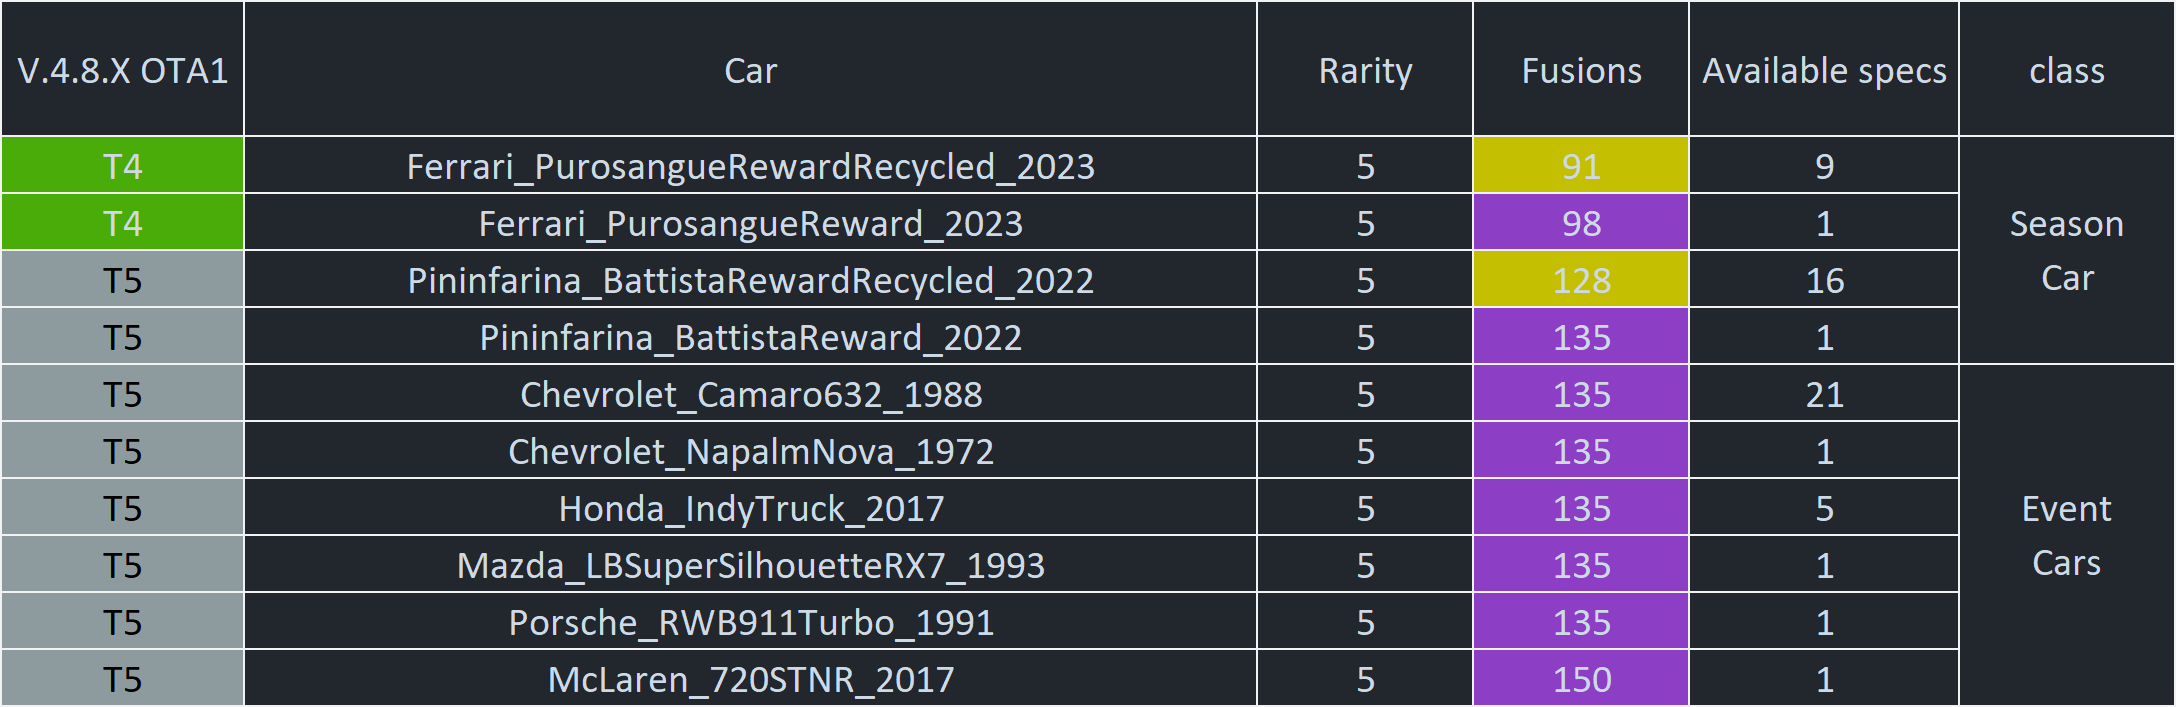 V.4.8.X OTA1 Car Rarity Fusions Available specs class
T4 Ferrari_PurosangueRewardRecycled_2023 5 91 9
T4 Ferrari_PurosangueReward_2023 5 98 1 Season
T5 Pininfarina_BattistaRewardRecycled_2022 5 128 16 Car
T5 Pininfarina_BattistaReward_2022 5 135 1
T5 Chevrolet_Camaro632_1988 5 135 21
T5 Chevrolet_NapalmNova_1972 5 135 1
T5 Honda_IndyTruck_2017 5 135 5 Event
T5 Mazda_LBSuperSilhouetteRX7_1993 5 135 1 Cars
T5 Porsche_RWB911Turbo_1991 5 135 1
T5 McLaren_720STNR_2017 5 150 1